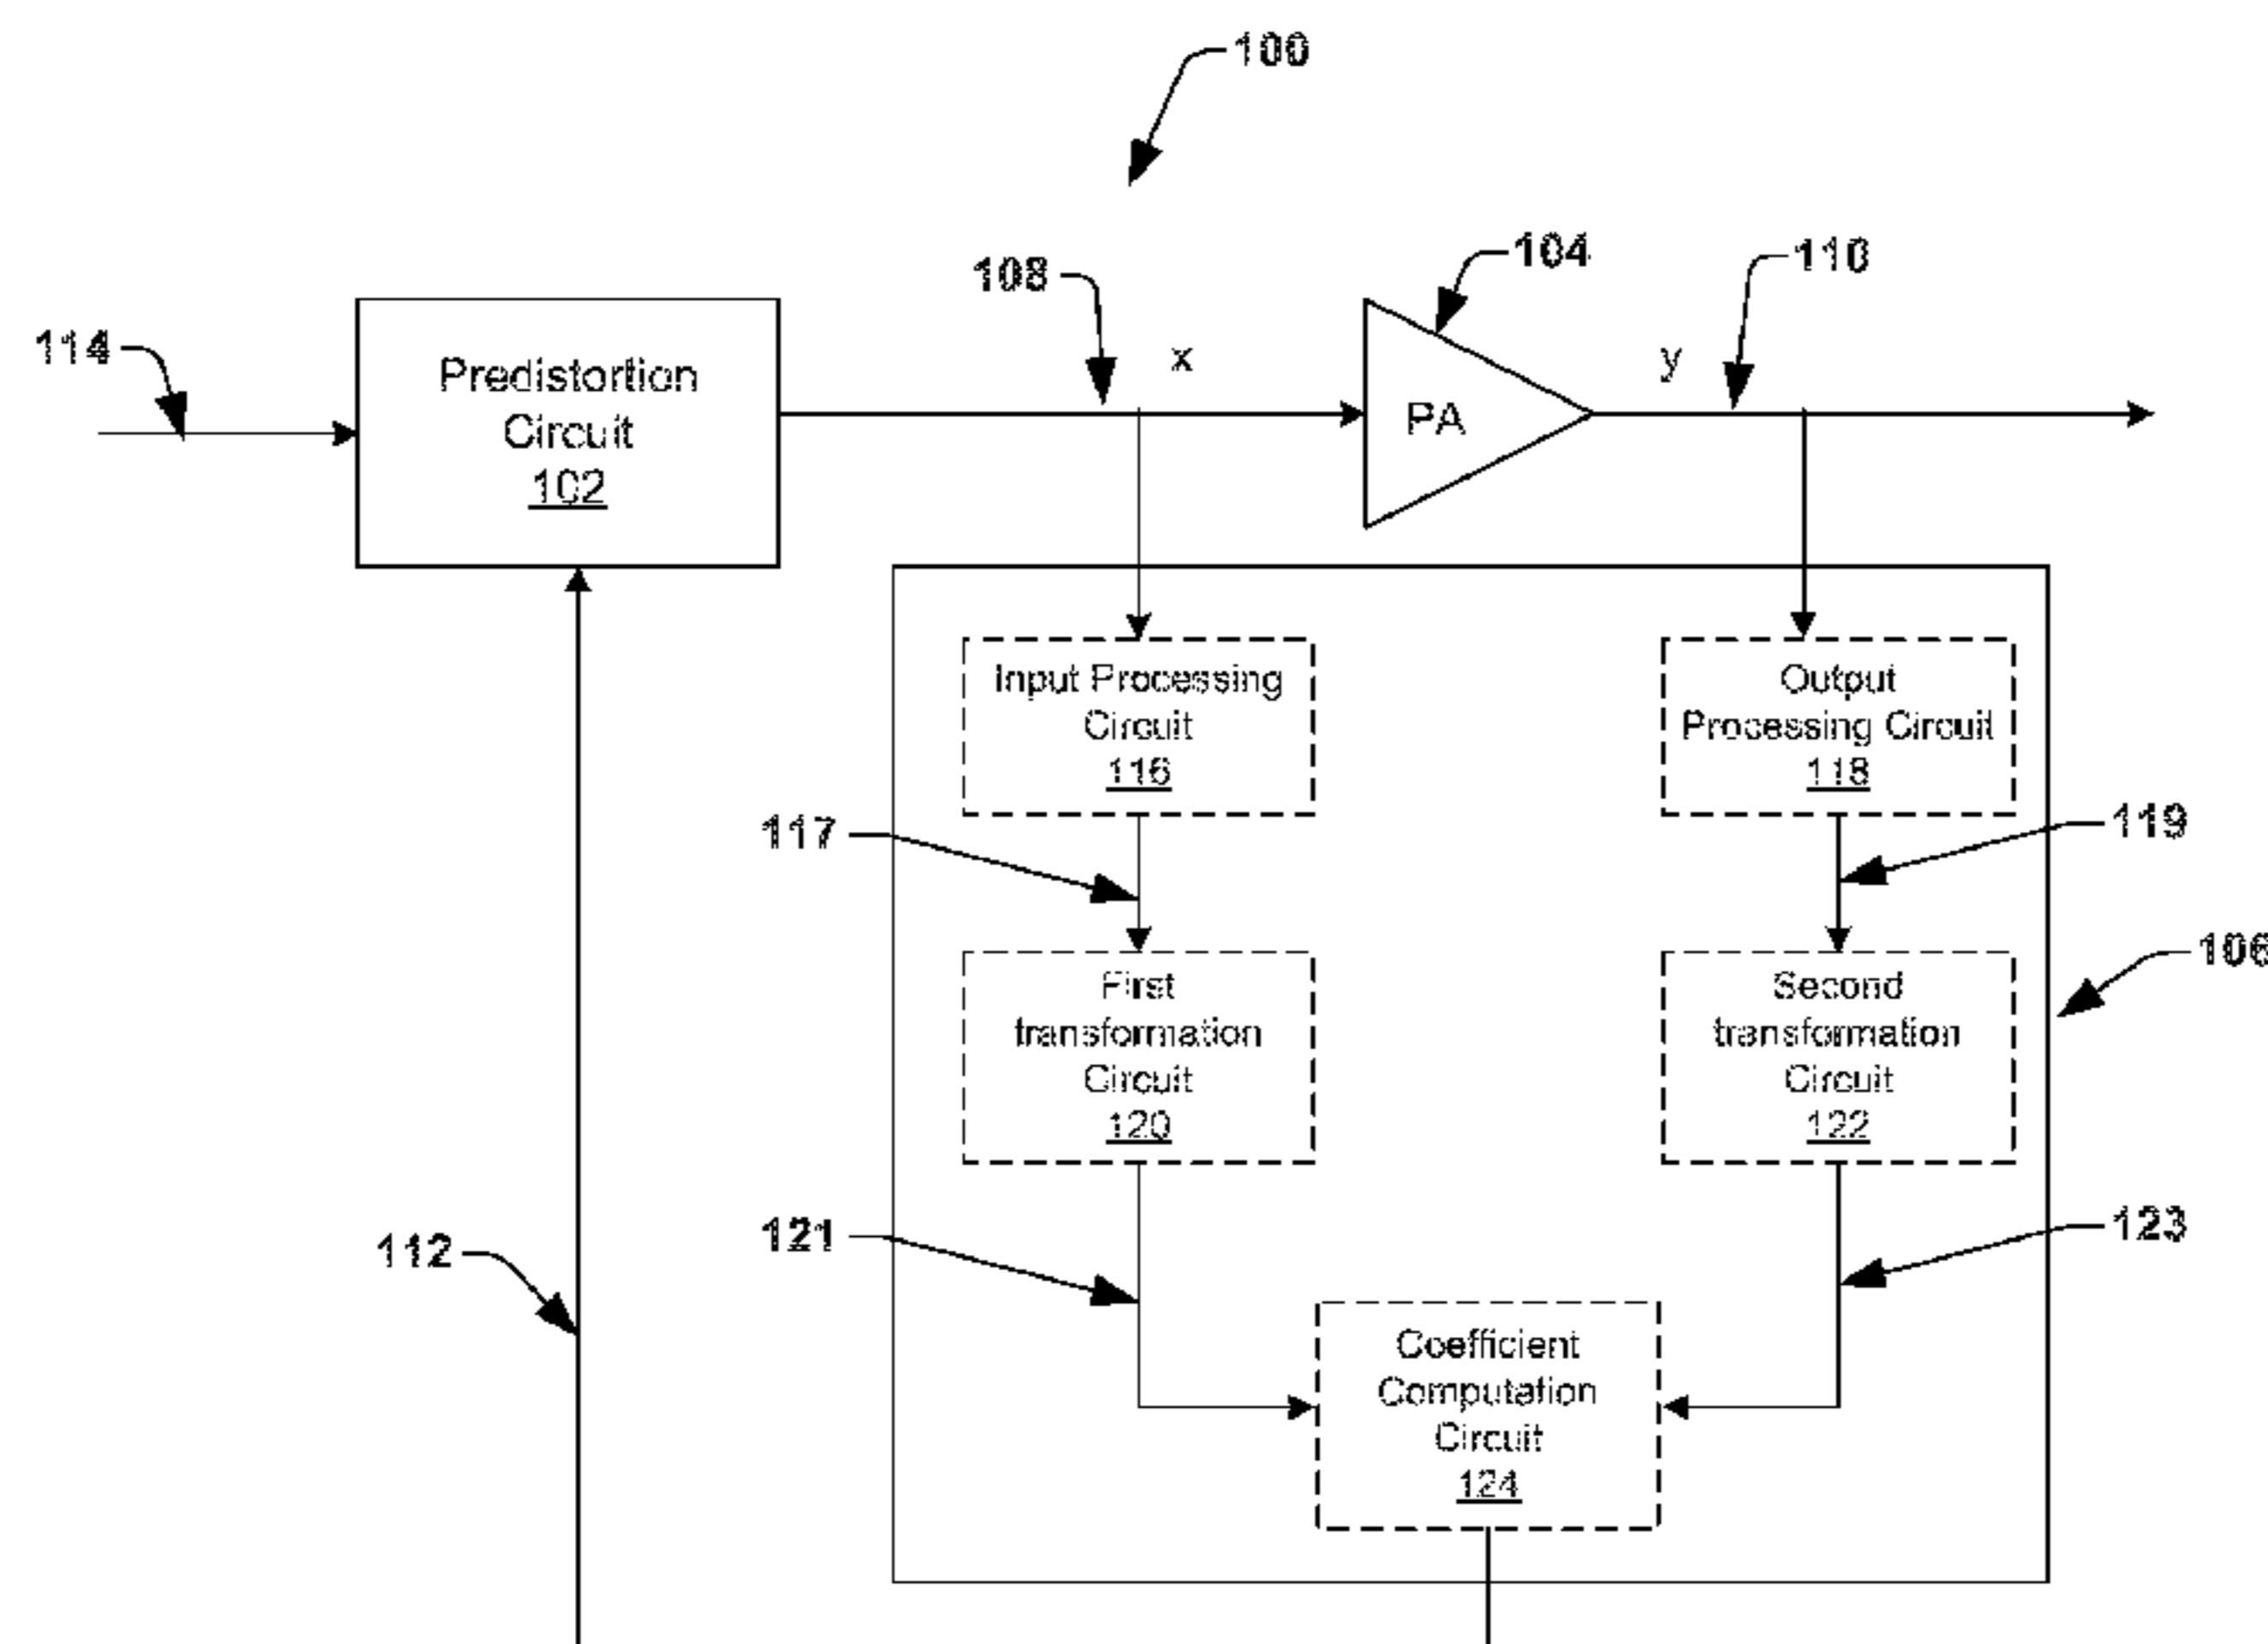 100
104
110
108
114
x
y
Predistortion
Circuit
102
PA
Input Processing
Circuit
116
Output
Processing Circuit
118
117
119
106
First
transformation
Circuit
120
Second
transformation
Circuit
122
121
123
112
Coefficient
Computation
Circuit
124